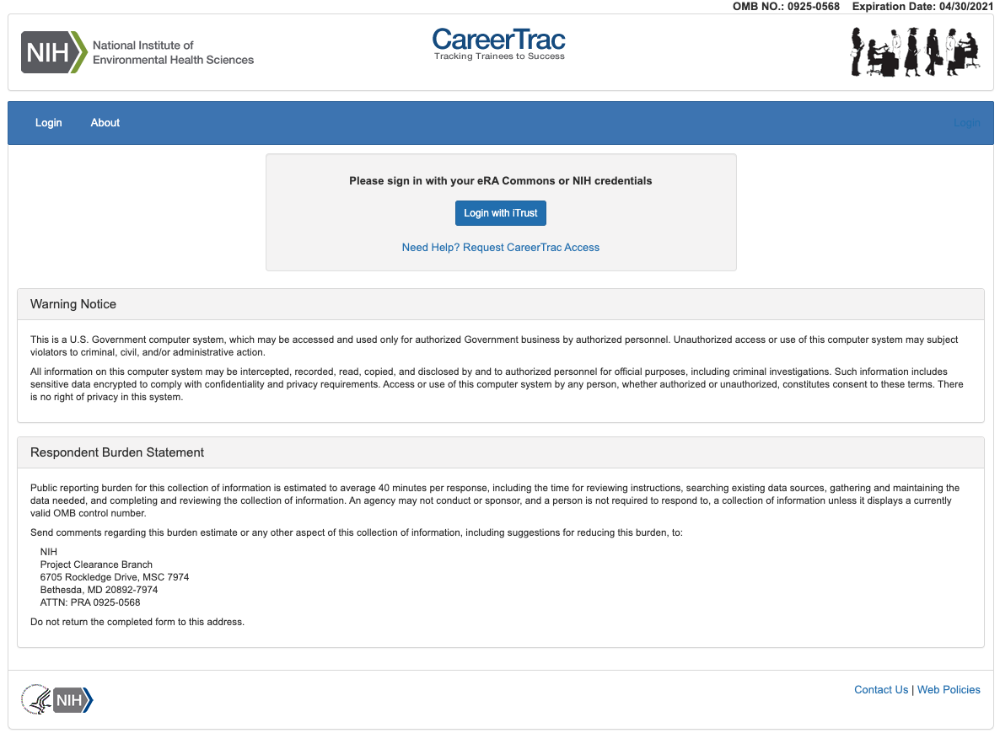 OMB NO.: 0925-0568 Expiration Date: 04/30/2021
NIH National Institute of
Environmental Health Sciences
CareerTrac
Tracking Trainees to Success
Login About Login
Please sign in with your eRA Commons or NIH credentials
Login with iTrust
Need Help? Request CareerTrac Access
Warning Notice
This is a U.S. Government computer system, which may be accessed and used only for authorized Government business by authorized personnel. Unauthorized access or use of this computer system may subject
violators to criminal, civil, and/or administrative action.
All information on this computer system may be intercepted, recorded, read, copied, and disclosed by and to authorized personnel for official purposes, including criminal investigations. Such information includes
sensitive data encrypted to comply with confidentiality and privacy requirements. Access or use of this computer system by any person, whether authorized or unauthorized, constitutes consent to these terms. There
is no right of privacy in this system.
Respondent Burden Statement
Public reporting burden for this collection of information is estimated to average 40 minutes per response, including the time for reviewing instructions, searching existing data sources, gathering and maintaining the
data needed, and completing and reviewing the collection of information. An agency may not conduct or sponsor, and a person is not required to respond to, a collection of information unless it displays a currently
valid OMB control number.
Send comments regarding this burden estimate or any other aspect of this collection of information, including suggestions for reducing this burden, to:
NIH
Project Clearance Branch
6705 Rockledge Drive, MSC 7974
Bethesda, MD 20892-7974
ATTN: PRA 0925-0568
Do not return the completed form to this address.
NIH
Contact Us | Web Policies